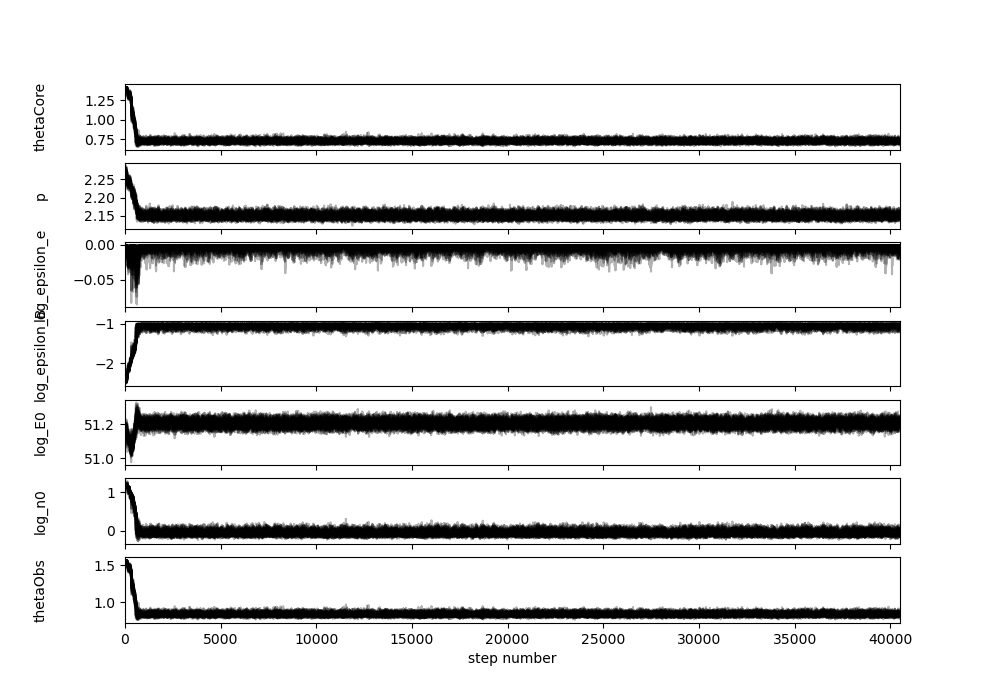 thetaCore
1.25
1.00
0.75
p
2.25
2.20
2.15
log_epsilon_e
0.00
−0.05
log_epsilon_B
−1
−2
log_E0
51.2
51.0
log_n0
1
0
thetaObs
1.5
1.0
0 5000 10000 15000 20000 25000 30000 35000 40000
step number